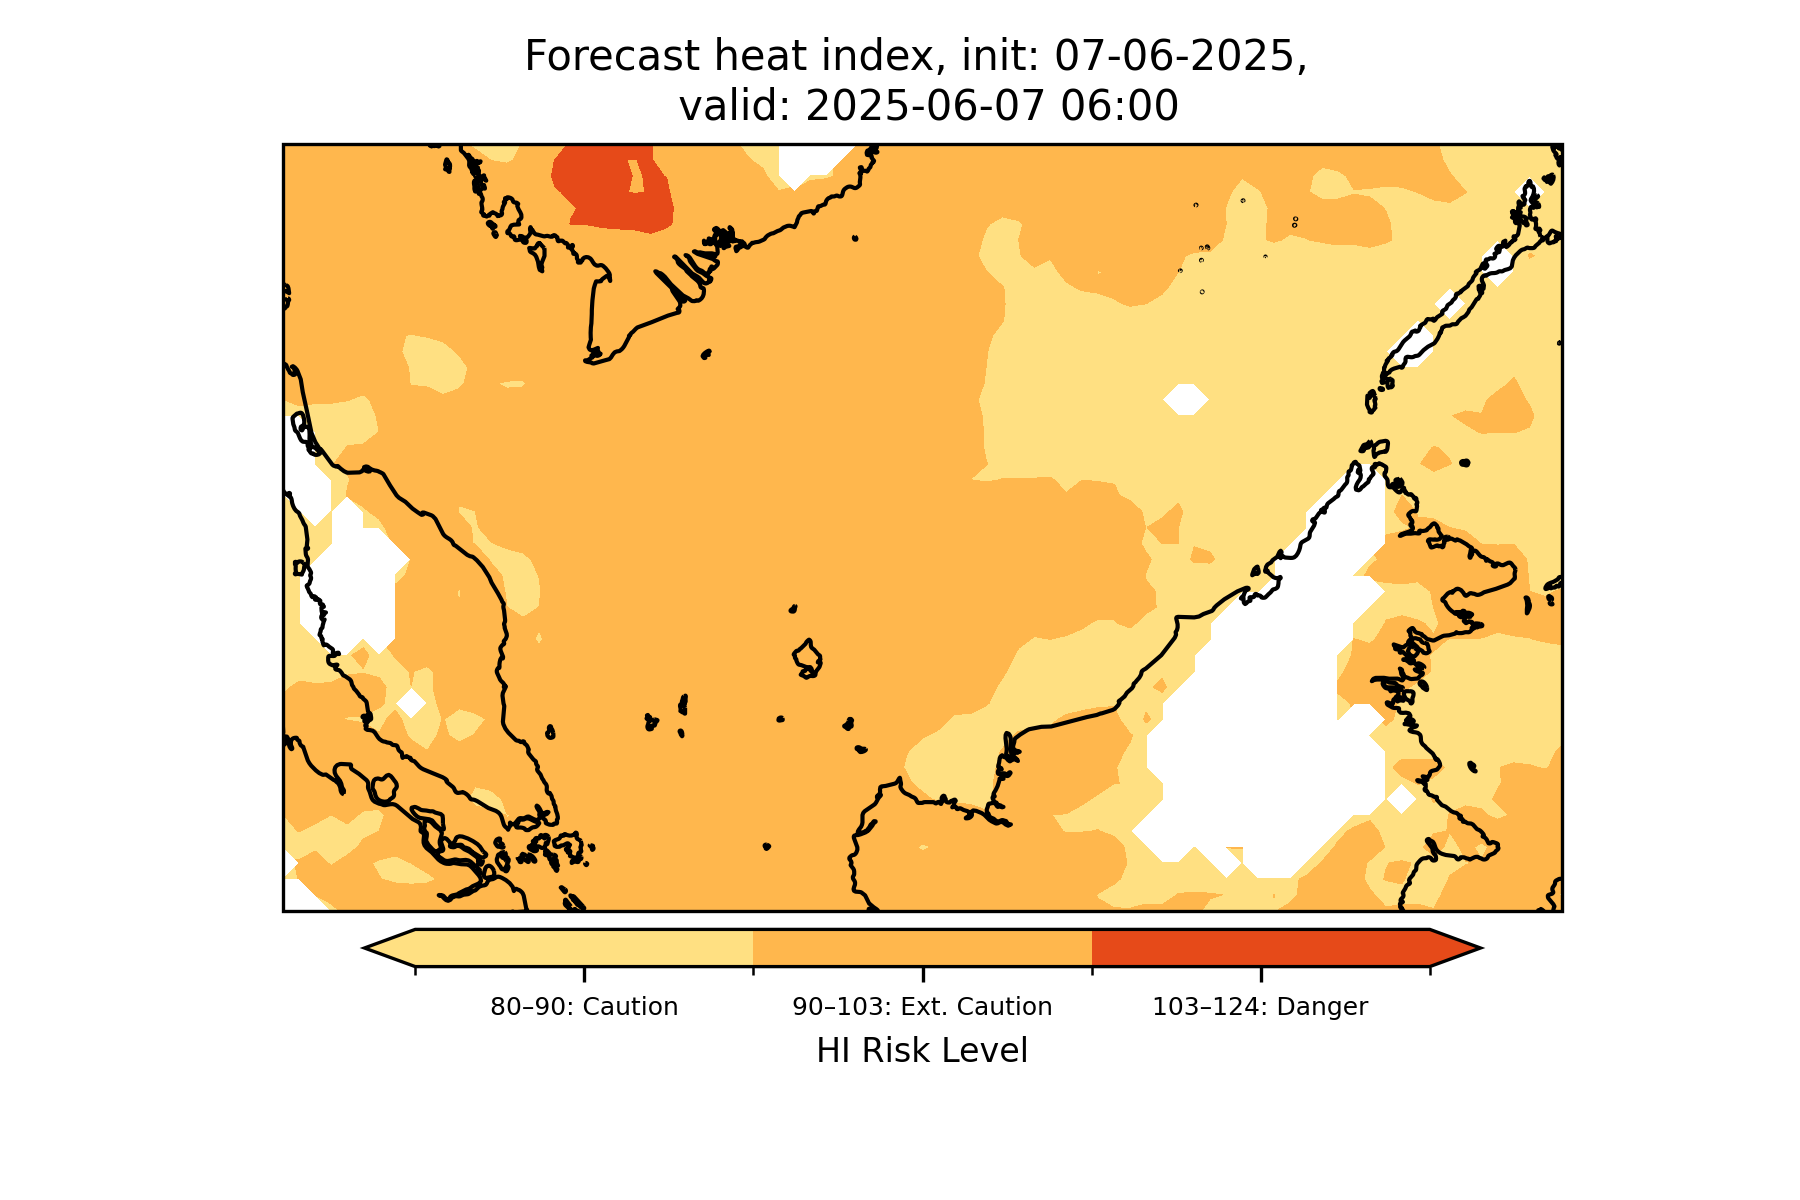 Forecast heat index, init: 07-06-2025,
valid: 2025-06-07 06:00
80–90: Caution
90–103: Ext. Caution
103–124: Danger
HI Risk Level